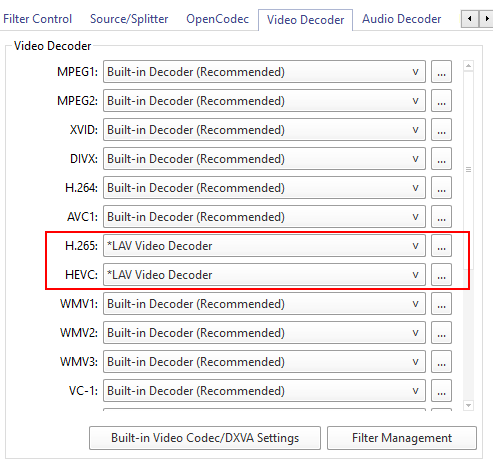 Filter Control Source/Splitter OpenCodec Video Decoder Audio Decoder
Video Decoder
MPEG1: Built-in Decoder (Recommended) ...
MPEG2: Built-in Decoder (Recommended) ...
XVID: Built-in Decoder (Recommended) ...
DIVX: Built-in Decoder (Recommended) ...
H.264: Built-in Decoder (Recommended) ...
AVC1: Built-in Decoder (Recommended) ...
H.265: *LAV Video Decoder ...
HEVC: *LAV Video Decoder ...
WMV1: Built-in Decoder (Recommended) ...
WMV2: Built-in Decoder (Recommended) ...
WMV3: Built-in Decoder (Recommended) ...
VC-1: Built-in Decoder (Recommended) ...
Built-in Video Codec/DXVA Settings Filter Management